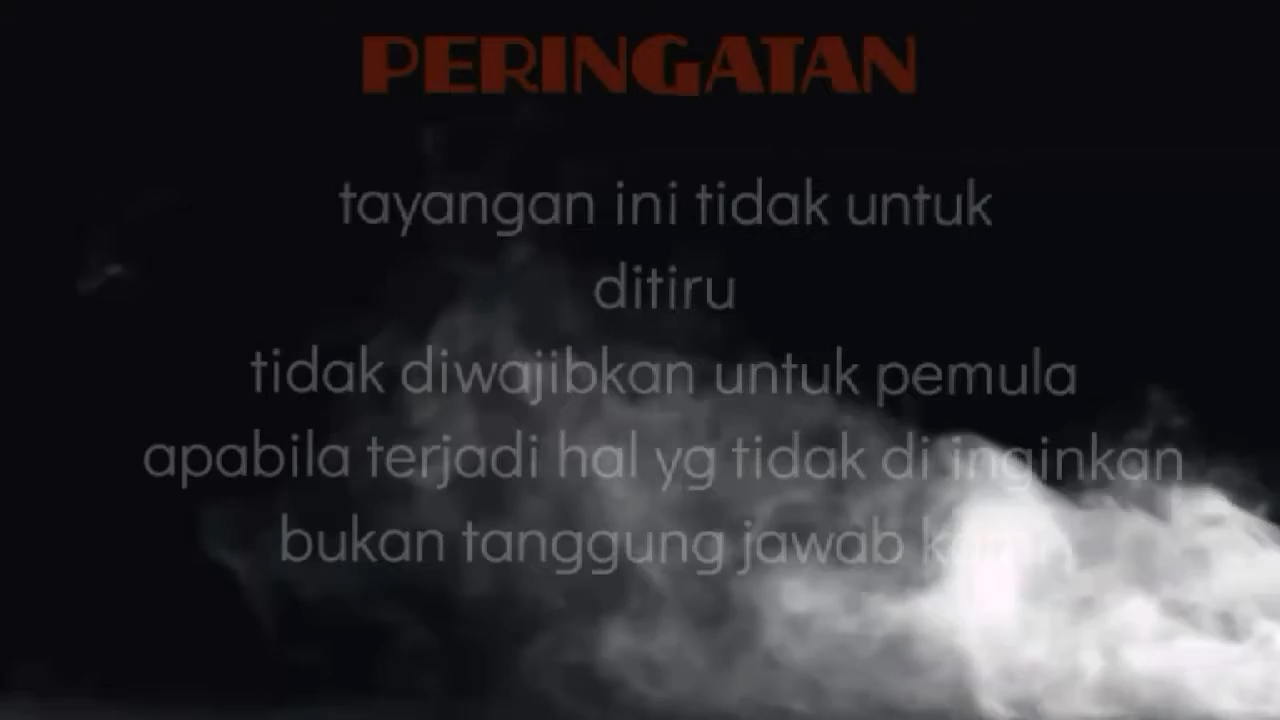 PERINGATAN
tayangan ini tidak untuk
ditiru
tidak diwajibkan untuk pemula
apabila terjadi hal yg tidak di inginkan
bukan tanggung jawab kami